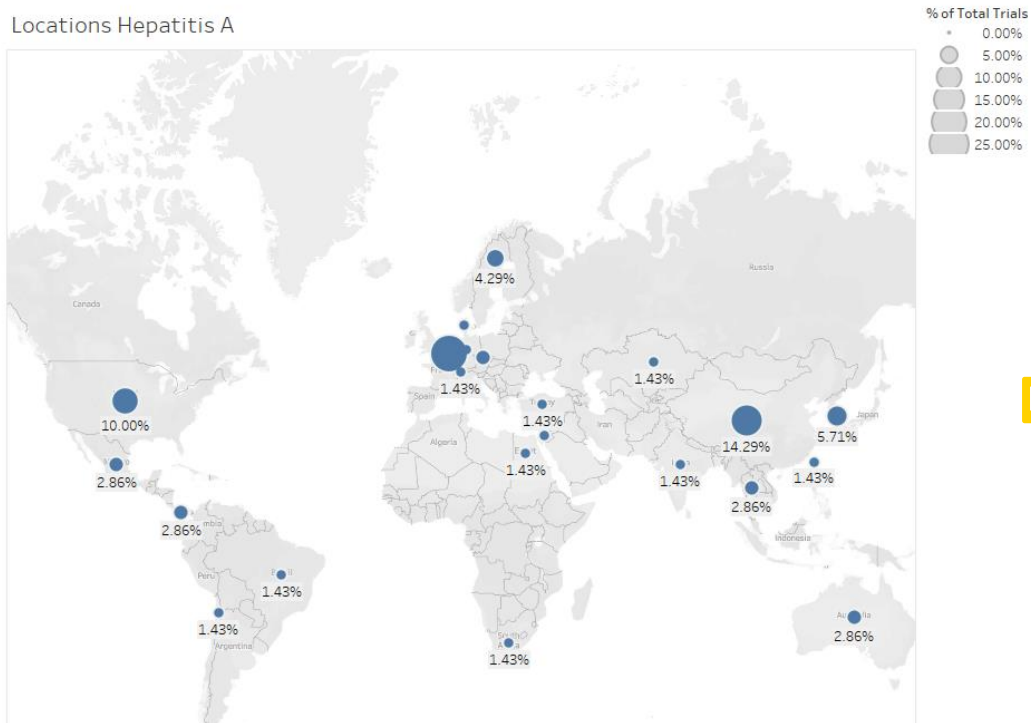 Locations Hepatitis A
% of Total Trials
0.00%
5.00%
10.00%
15.00%
20.00%
25.00%
Russia
4.29%
Canada
1.43%
Spain
1.43%
Iran
1.43%
Japan
10.00%
Algeria
14.29%
5.71%
2.86%
1.43%
1.43%
1.43%
2.86%
2.86%
Indonesia
Peru
1.43%
1.43%
Argentina
2.86%
1.43%